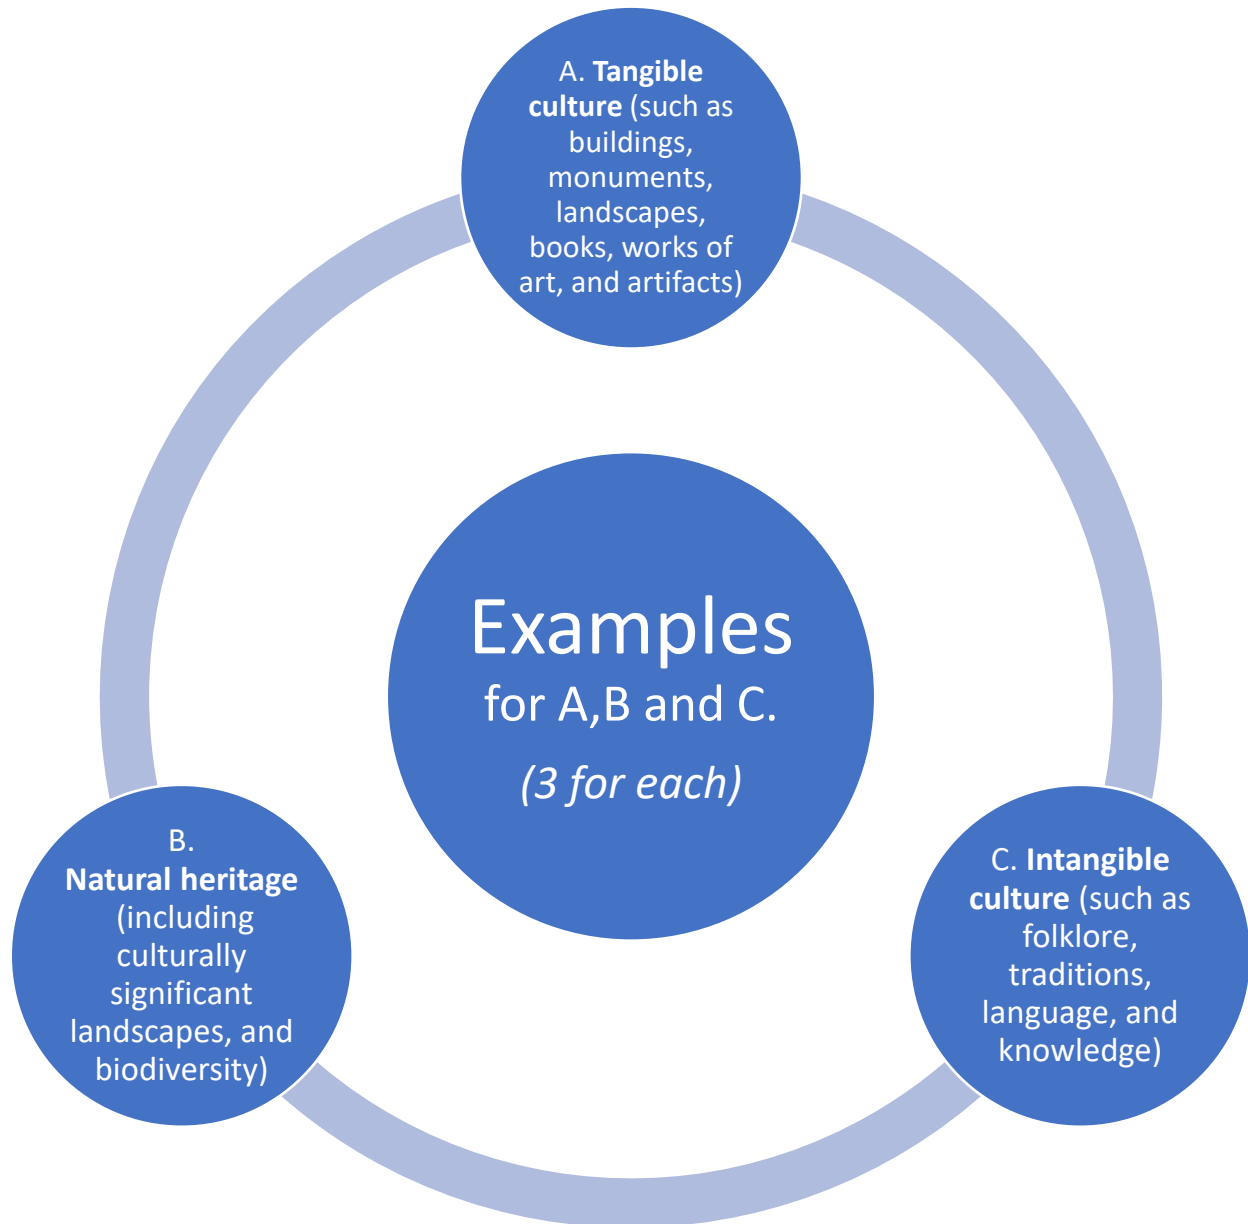 A. Tangible
culture (such as
buildings,
monuments,
landscapes,
books, works of
art, and artifacts)
Examples
for A,B and C.
(3 for each)
B.
Natural heritage
(including
culturally
significant
landscapes, and
biodiversity)
C. Intangible
culture (such as
folklore,
traditions,
language, and
knowledge)